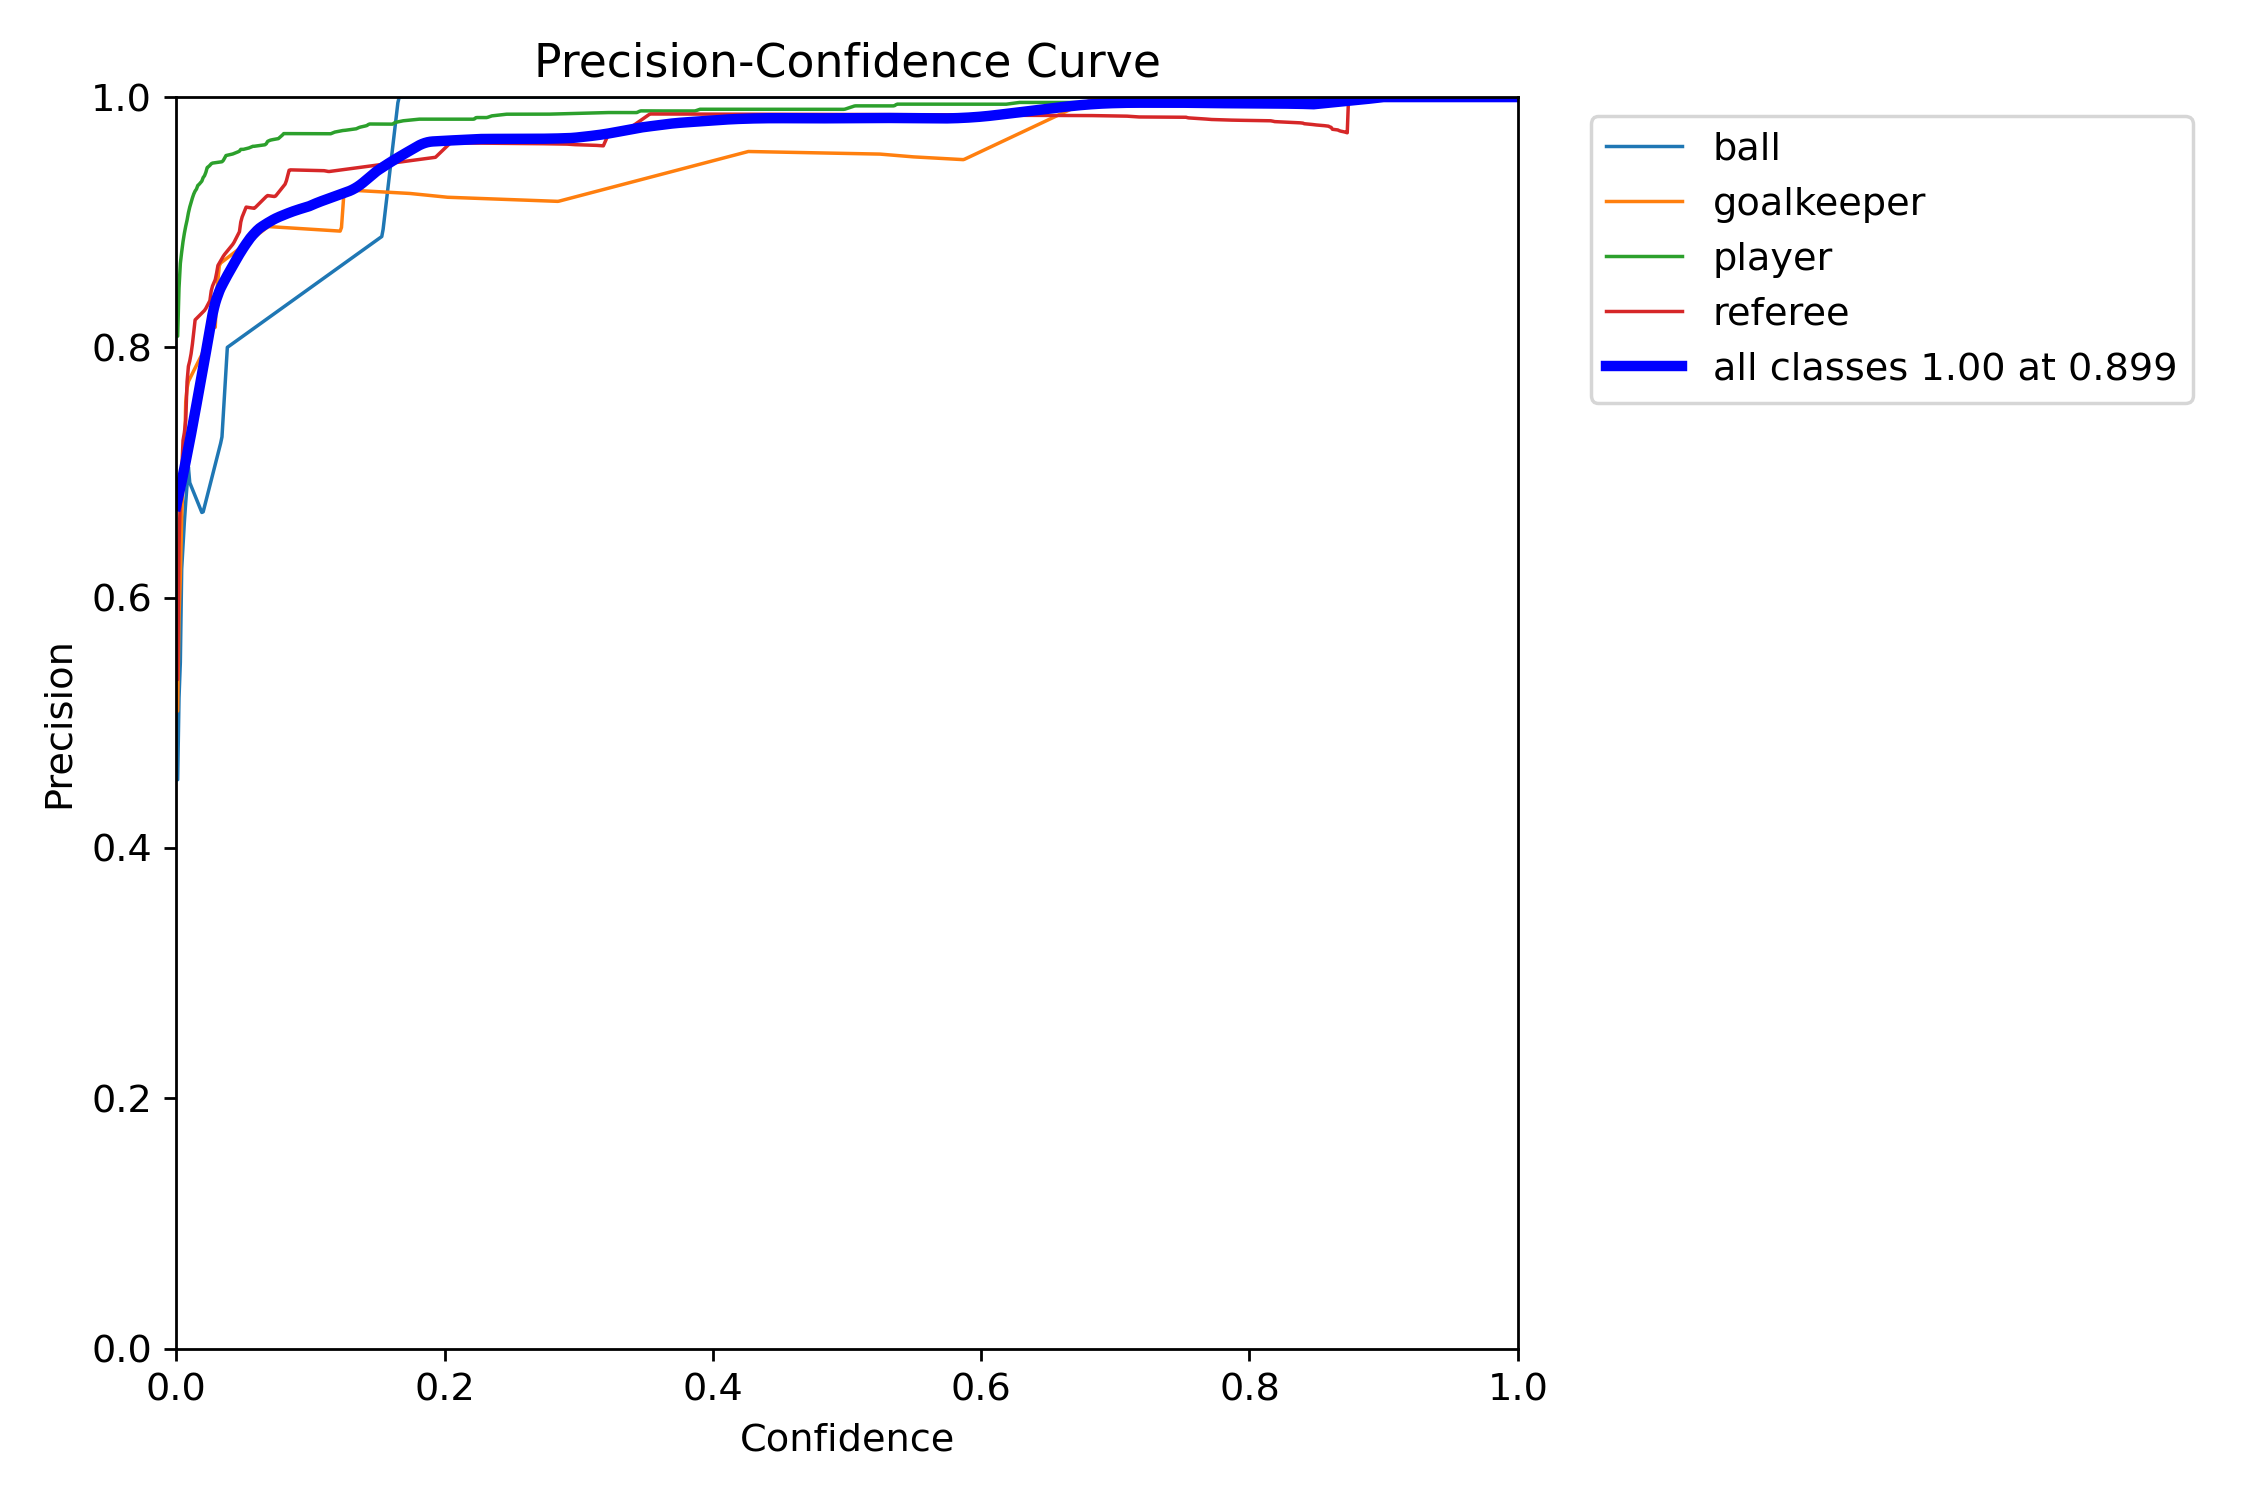 Precision-Confidence Curve
1.0
0.8
0.6
0.4
0.2
0.0
Precision
0.0 0.2 0.4 0.6 0.8 1.0
Confidence
ball
goalkeeper
player
referee
all classes 1.00 at 0.899